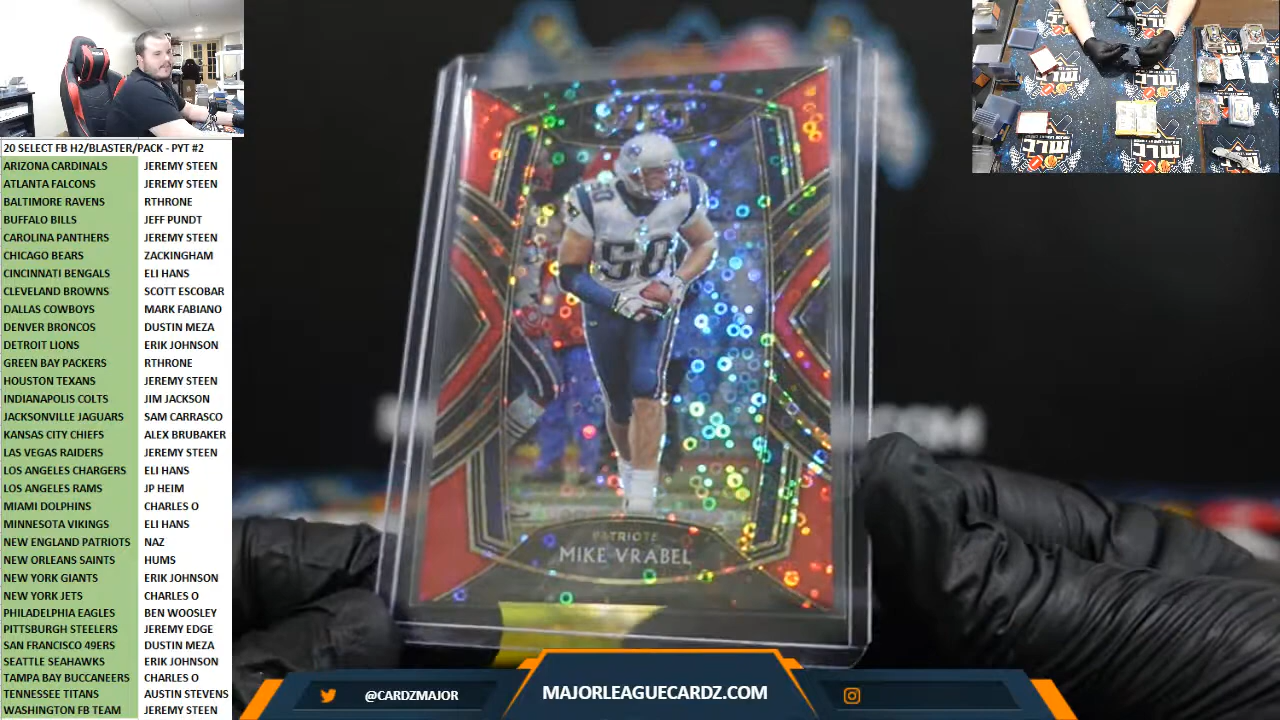 20 SELECT FB H2/BLASTER/PACK - PYT #2
ARIZONA CARDINALS JEREMY STEEN
ATLANTA FALCONS JEREMY STEEN
BALTIMORE RAVENS RTHRONE
BUFFALO BILLS JEFF PUNDT
CAROLINA PANTHERS JEREMY STEEN
CHICAGO BEARS ZACKINGHAM
CINCINNATI BENGALS ELI HANS
CLEVELAND BROWNS SCOTT ESCOBAR
DALLAS COWBOYS MARK FABIANO
DENVER BRONCOS DUSTIN MEZA
DETROIT LIONS ERIK JOHNSON
GREEN BAY PACKERS RTHRONE
HOUSTON TEXANS JEREMY STEEN
INDIANAPOLIS COLTS JIM JACKSON
JACKSONVILLE JAGUARS SAM CARRASCO
KANSAS CITY CHIEFS ALEX BRUBAKER
LAS VEGAS RAIDERS JEREMY STEEN
LOS ANGELES CHARGERS ELI HANS
LOS ANGELES RAMS JP HEIM
MIAMI DOLPHINS CHARLES O
MINNESOTA VIKINGS ELI HANS
NEW ENGLAND PATRIOTS NAZ
NEW ORLEANS SAINTS HUMS
NEW YORK GIANTS ERIK JOHNSON
NEW YORK JETS CHARLES O
PHILADELPHIA EAGLES BEN WOOSLEY
PITTSBURGH STEELERS JEREMY EDGE
SAN FRANCISCO 49ERS DUSTIN MEZA
SEATTLE SEAHAWKS ERIK JOHNSON
TAMPA BAY BUCCANEERS CHARLES O
TENNESSEE TITANS AUSTIN STEVENS
WASHINGTON FB TEAM JEREMY STEEN
50
PATRIOTS
MIKE VRABEL
@CARDZMAJOR
MAJORLEAGUECARDZ.COM
MLC